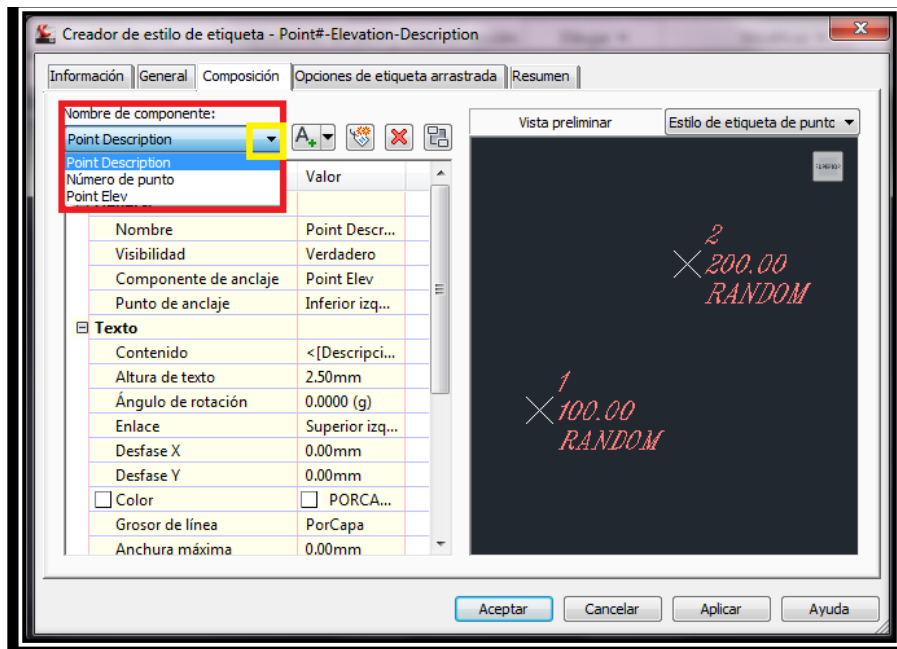 Creador de estilo de etiqueta - Point#-Elevation-Description
Información General Composición Opciones de etiqueta arrastrada Resumen
Nombre de componente:
Point Description
Point Description
Número de punto
Point Elev
Valor
Nombre Point Descr...
Visibilidad Verdadero
Componente de anclaje Point Elev
Punto de anclaje Inferior izq...
Texto
Contenido <[Descripci...
Altura de texto 2.50mm
Ángulo de rotación 0.0000 (g)
Enlace Superior izq...
Desfase X 0.00mm
Desfase Y 0.00mm
Color PORCA...
Grosor de línea PorCapa
Anchura máxima 0.00mm
Vista preliminar Estilo de etiqueta de punto
2
200.00
RANDOM
1
100.00
RANDOM
Aceptar Cancelar Aplicar Ayuda